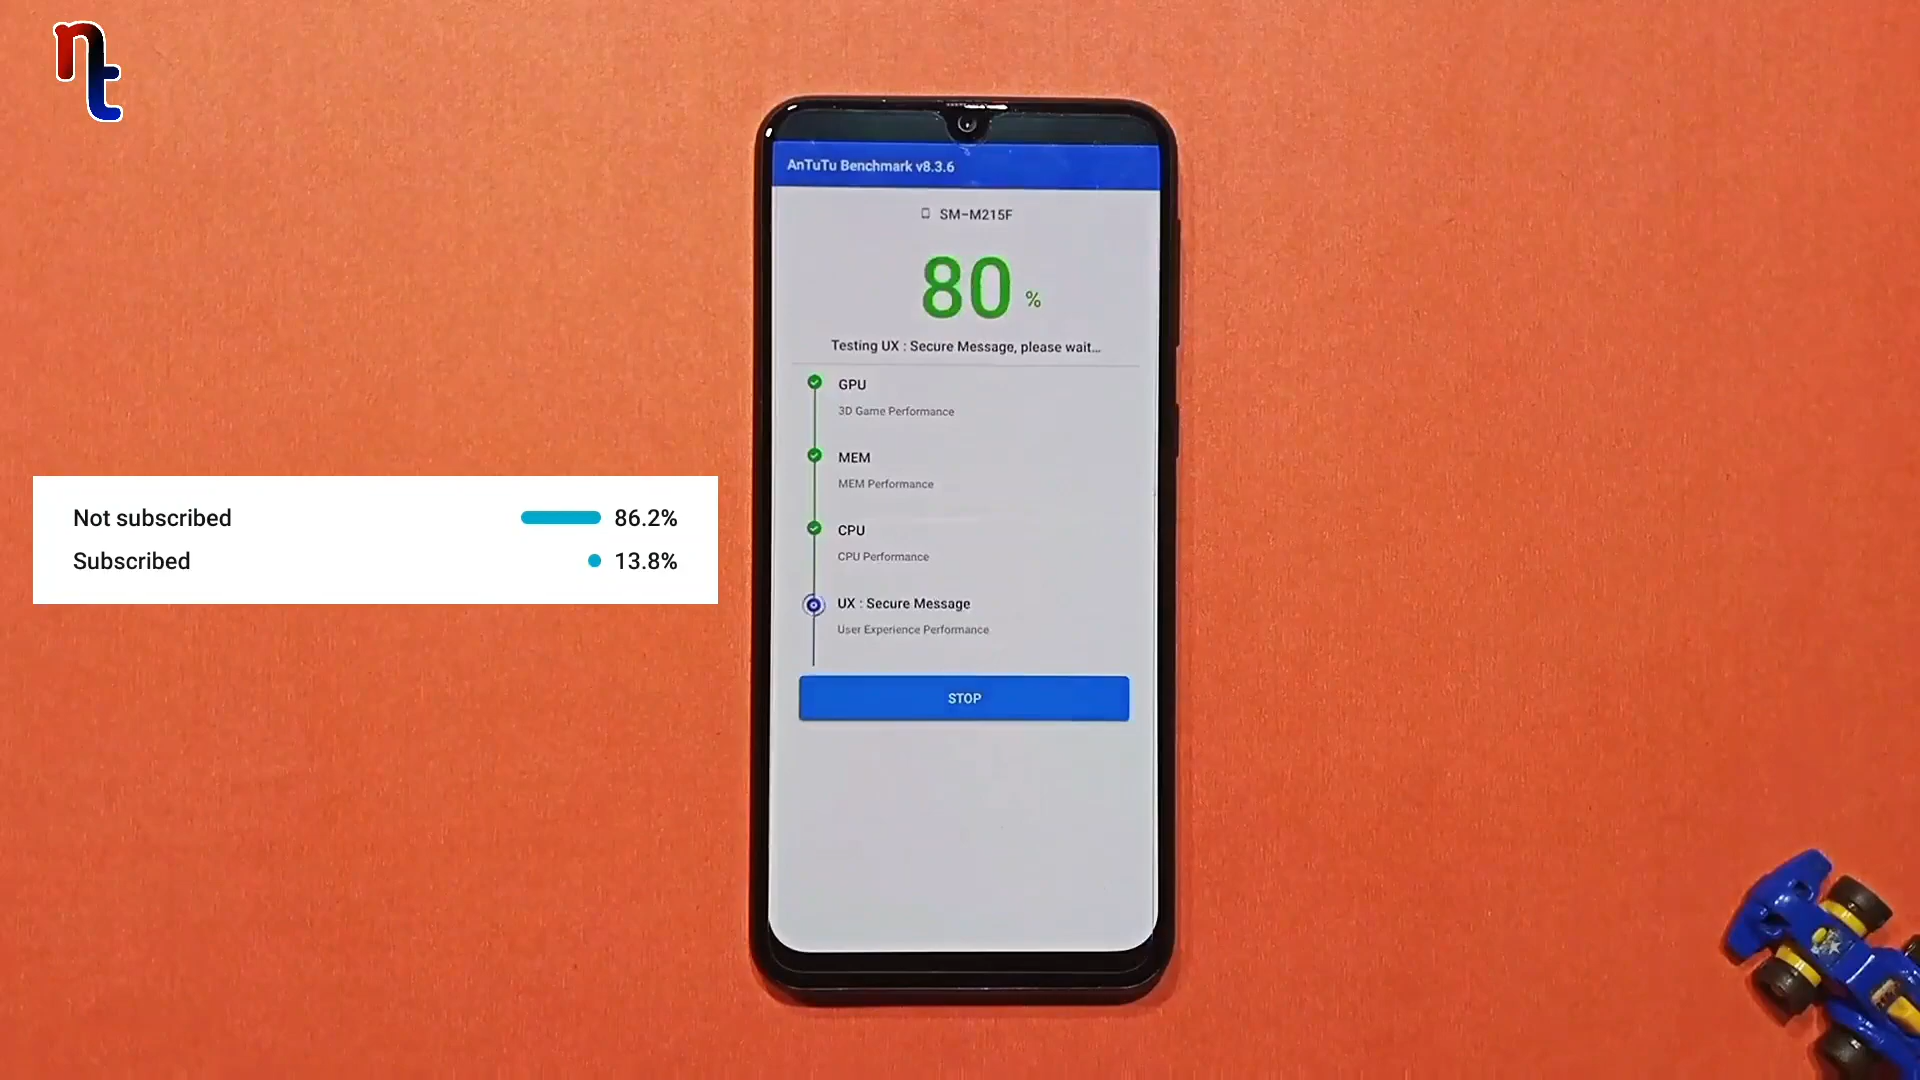 nt
AnTuTu Benchmark v8.3.6
SM-M215F
80 %
Testing UX : Secure Message, please wait...
GPU
3D Game Performance
MEM
MEM Performance
CPU
CPU Performance
UX : Secure Message
User Experience Performance
STOP
Not subscribed 86.2%
Subscribed 13.8%